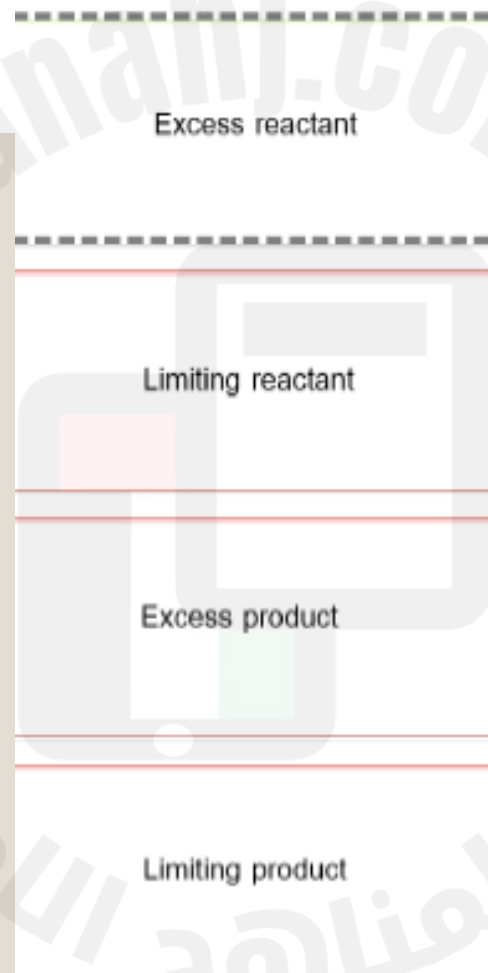 Excess reactant
Limiting reactant
Excess product
Limiting product